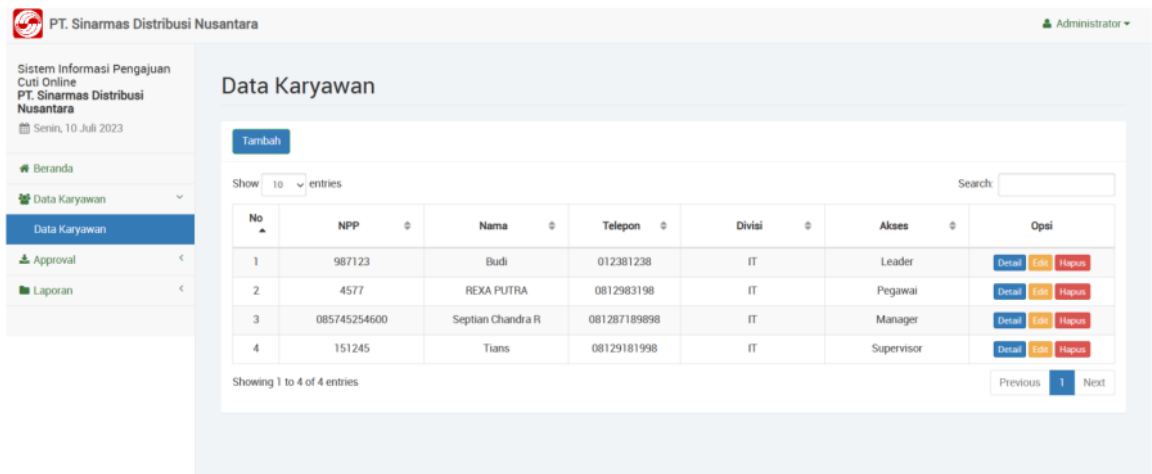 PT. Sinarmas Distribusi Nusantara
Administrator
Sistem Informasi Pengajuan
Cuti Online
PT. Sinarmas Distribusi
Nusantara
Senin, 10 Juli 2023
Beranda
Data Karyawan
Data Karyawan
Approval
Laporan
Data Karyawan
Tambah
Show 10 entries Search:
No NPP Nama Telepon Divisi Akses Opsi
1 987123 Budi 012381238 IT Leader Detail Edit Hapus
2 4577 REXA PUTRA 0812983198 IT Pegawai Detail Edit Hapus
3 085745254600 Septian Chandra R 081287189898 IT Manager Detail Edit Hapus
4 151245 Tians 08129181998 IT Supervisor Detail Edit Hapus
Showing 1 to 4 of 4 entries Previous 1 Next